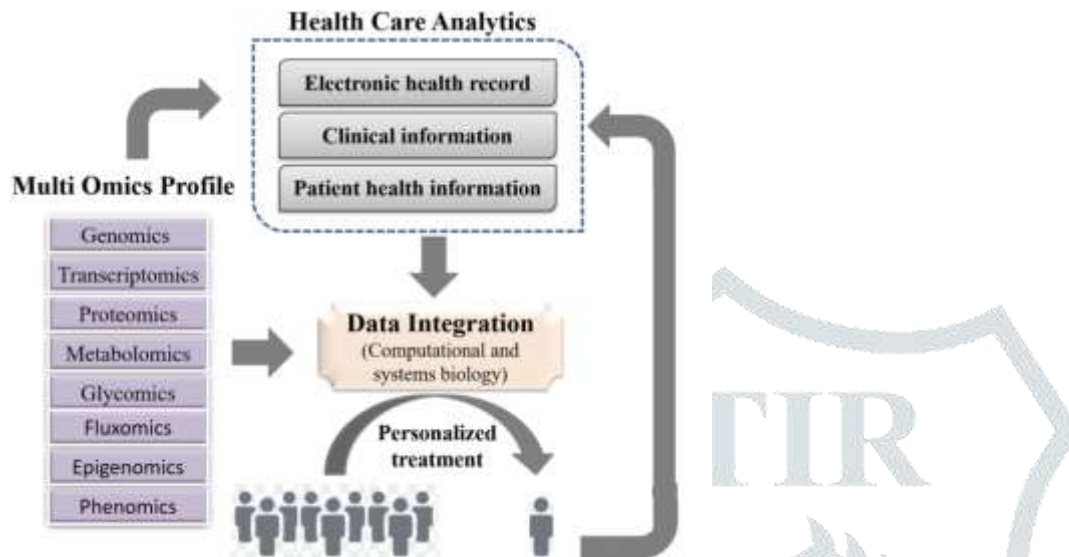 Health Care Analytics
Electronic health record
Clinical information
Patient health information
Multi Omics Profile
Genomics
Transcriptomics
Proteomics
Metabolomics
Glycomics
Fluxomics
Epigenomics
Phenomics
Data Integration
(Computational and
systems biology)
Personalized
treatment
TIR